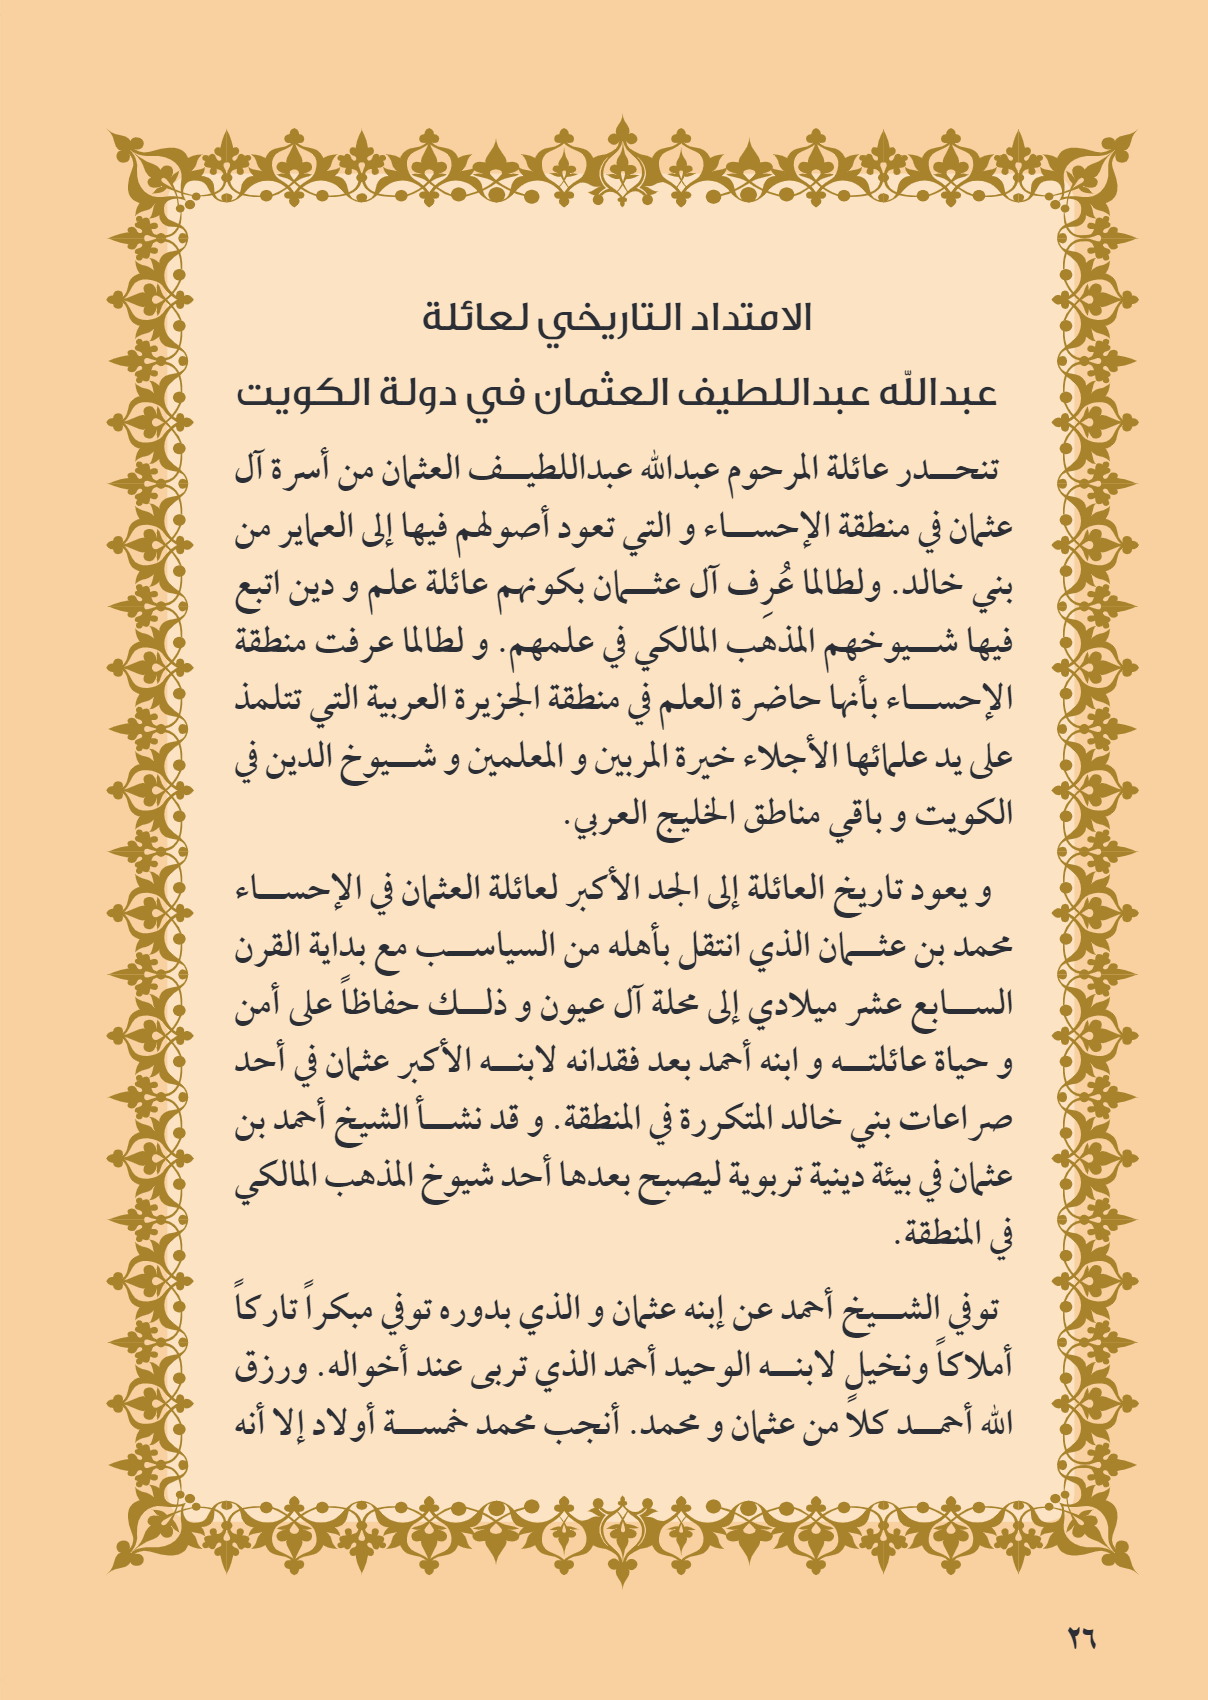 الامتداد التاريخي لعائلة
عبدالله عبداللطيف العثمان في دولة الكويت
تنحدر عائلة المرحوم عبدالله عبداللطيف العثمان من أسرة آل
عثمان في منطقة الإحساء و التي تعود أصولهم فيها إلى العماير من
بني خالد. ولطالما عُرِف آل عثمان بكونهم عائلة علم و دين اتبع
فيها شيوخهم المذهب المالكي في علمهم. و لطالما عرفت منطقة
الإحساء بأنها حاضرة العلم في منطقة الجزيرة العربية التي تتلمذ
على يد علمائها الأجلاء خيرة المربين و المعلمين و شيوخ الدين في
الكويت و باقي مناطق الخليج العربي.
و يعود تاريخ العائلة إلى الجد الأكبر لعائلة العثمان في الإحساء
محمد بن عثمان الذي انتقل بأهله من السياسب مع بداية القرن
السابع عشر ميلادي إلى محلة آل عيون و ذلك حفاظاً على أمن
و حياة عائلته و ابنه أحمد بعد فقدانه لابنه الأكبر عثمان في أحد
صراعات بني خالد المتكررة في المنطقة. و قد نشأ الشيخ أحمد بن
عثمان في بيئة دينية تربوية ليصبح بعدها أحد شيوخ المذهب المالكي
في المنطقة.
توفي الشيخ أحمد عن إبنه عثمان و الذي بدوره توفي مبكراً تاركاً
أملاكاً ونخيلٍ لابنه الوحيد أحمد الذي تربى عند أخواله. ورزق
الله أحمد كلاً من عثمان و محمد. أنجب محمد خمسة أولاد إلا أنه
٢٦